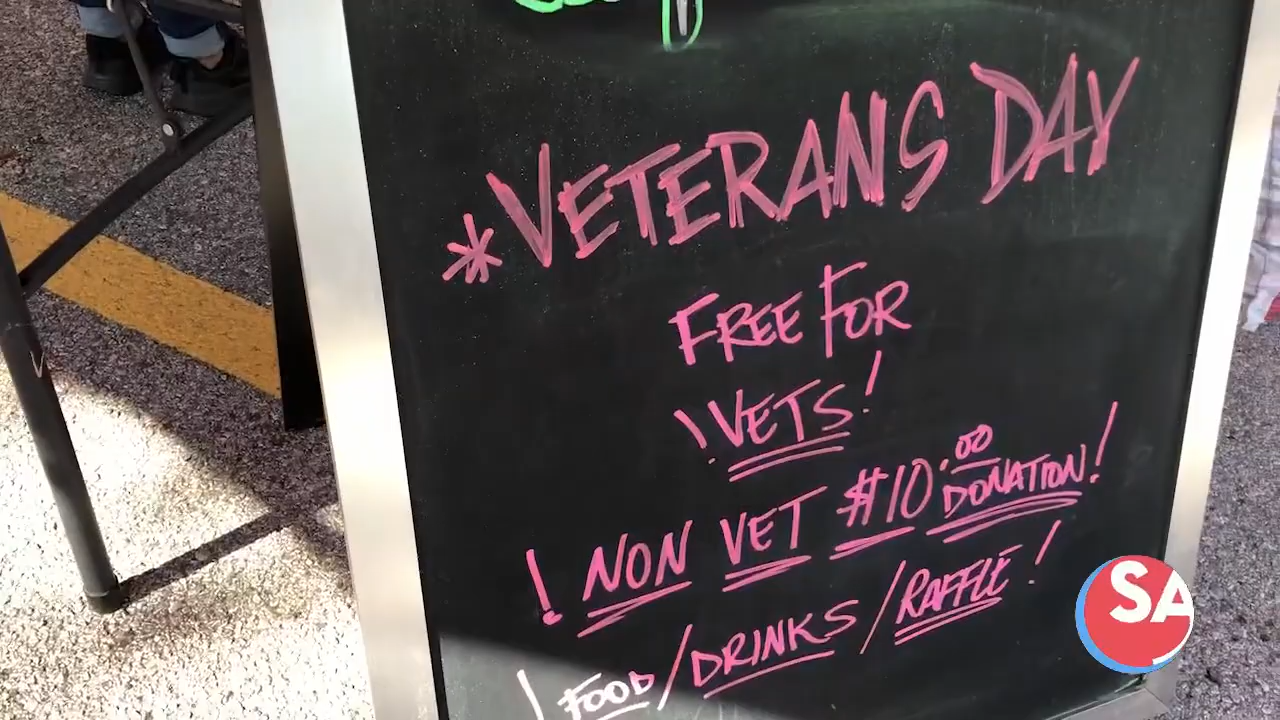 *VETERANS DAY
FREE FOR
! VETS!
! NON VET $10.00 DONATION!
! FOOD/DRINKS/RAFFLE!
SA